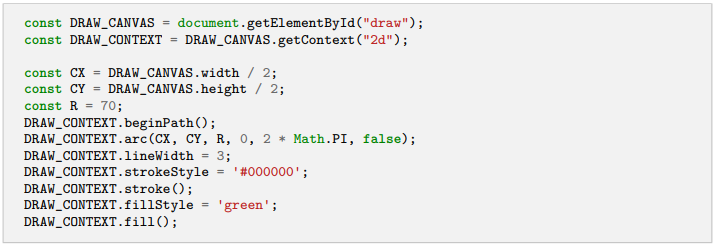 const DRAW_CANVAS = document.getElementById("draw");
const DRAW_CONTEXT = DRAW_CANVAS.getContext("2d");
const CX = DRAW_CANVAS.width / 2;
const CY = DRAW_CANVAS.height / 2;
const R = 70;
DRAW_CONTEXT.beginPath();
DRAW_CONTEXT.arc(CX, CY, R, 0, 2 * Math.PI, false);
DRAW_CONTEXT.lineWidth = 3;
DRAW_CONTEXT.strokeStyle = '#000000';
DRAW_CONTEXT.stroke();
DRAW_CONTEXT.fillStyle = 'green';
DRAW_CONTEXT.fill();